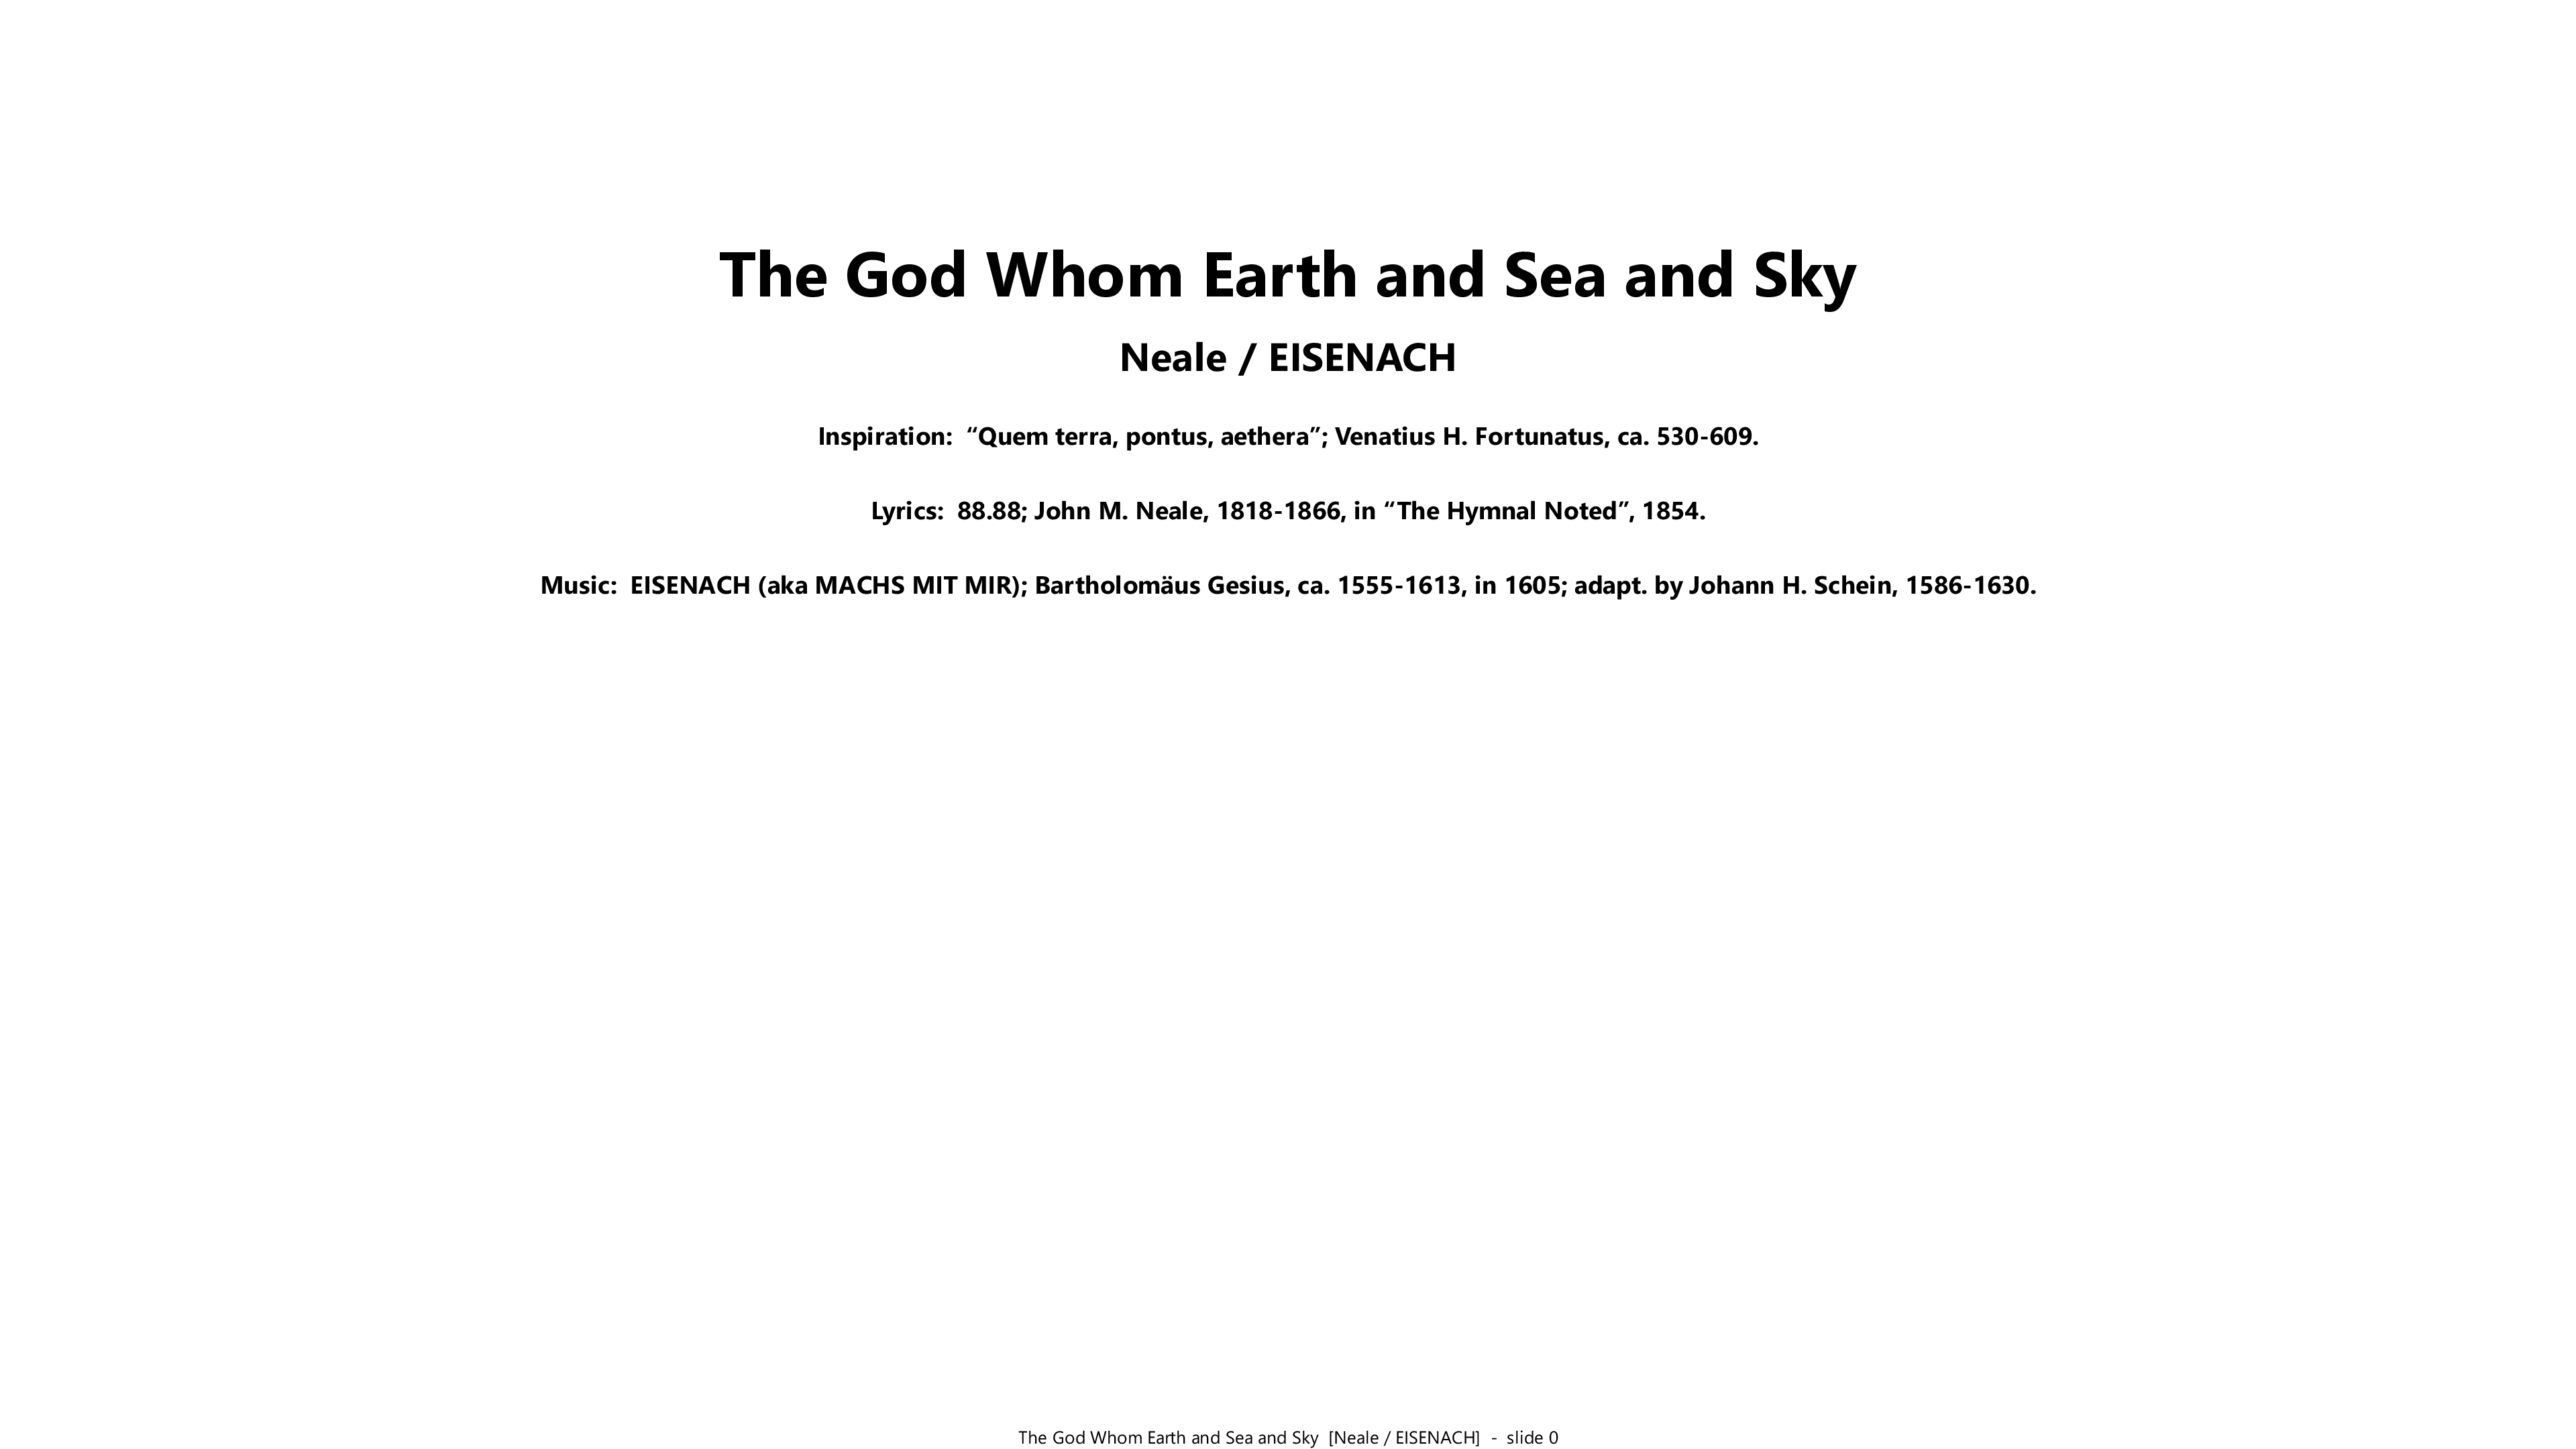 The God Whom Earth and Sea and Sky
Neale / EISENACH
Inspiration:  “Quem terra, pontus, aethera”; Venatius H. Fortunatus, ca. 530-609.
Lyrics:  88.88; John M. Neale, 1818-1866, in “The Hymnal Noted”, 1854.
Music:  EISENACH (aka MACHS MIT MIR); Bartholomäus Gesius, ca. 1555-1613, in 1605; adapt. by Johann H. Schein, 1586-1630.
The God Whom Earth and Sea and Sky  [Neale / EISENACH]  -  slide 0